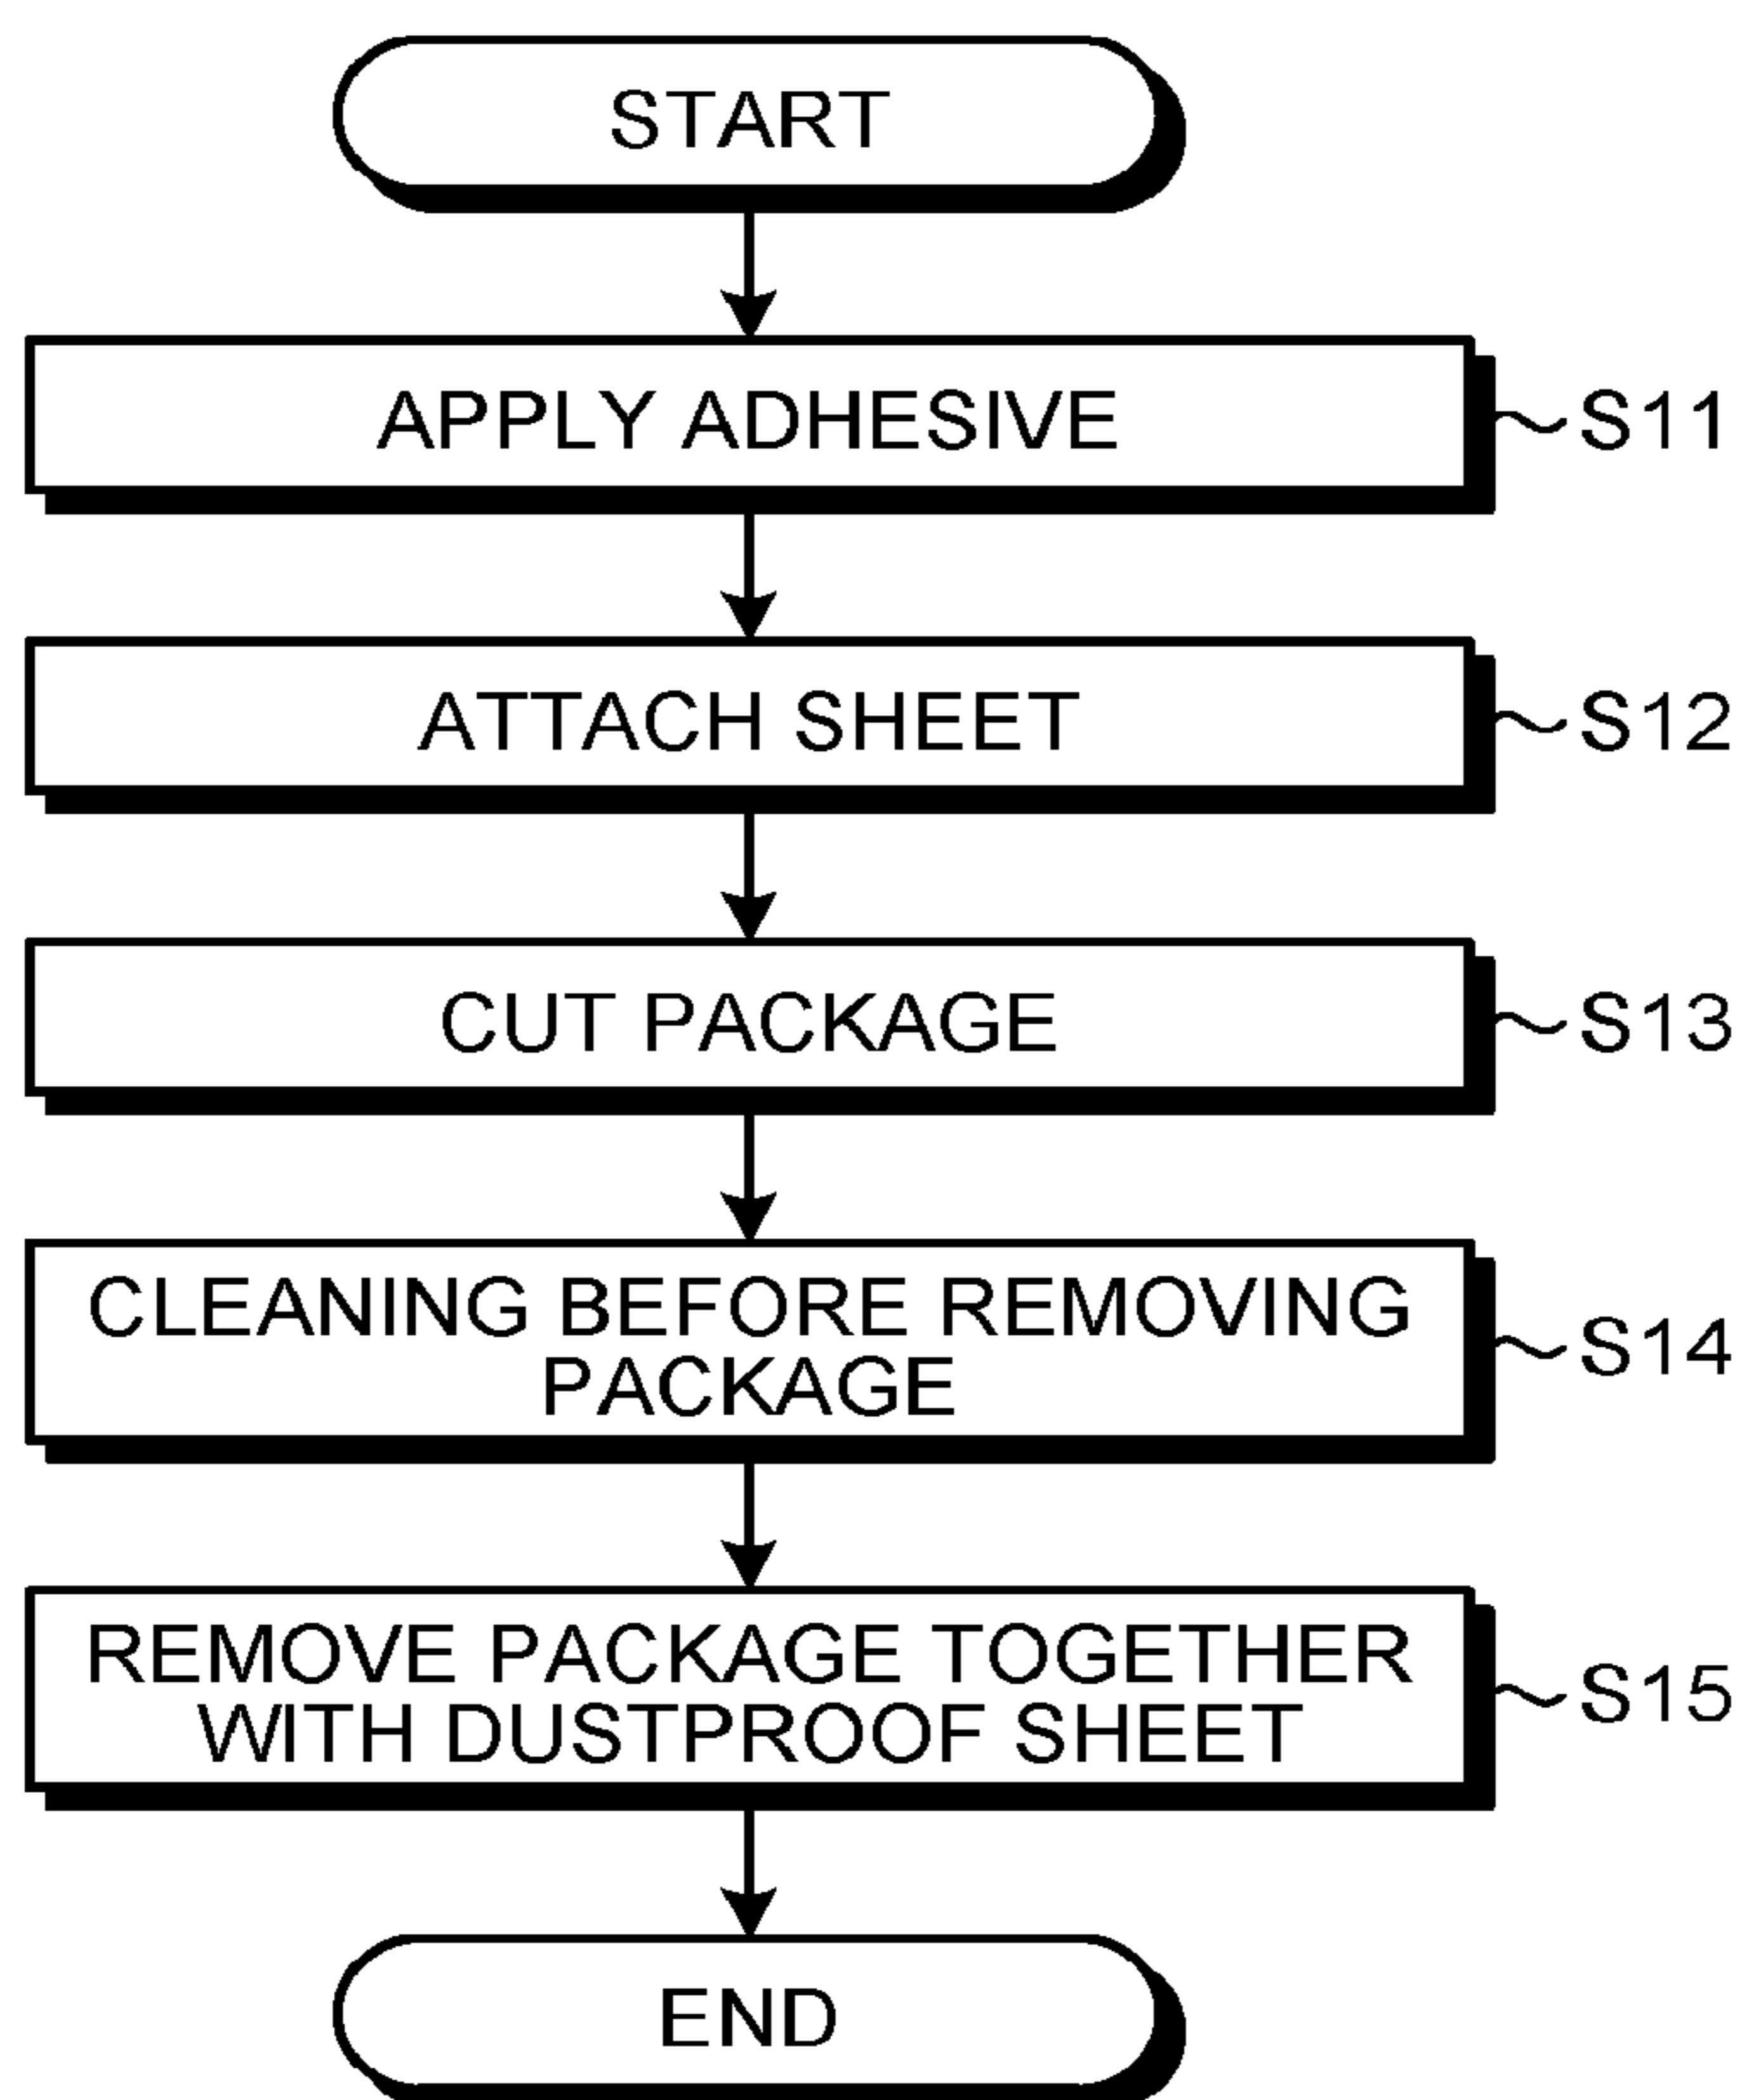 START
APPLY ADHESIVE
S11
ATTACH SHEET
S12
CUT PACKAGE
S13
CLEANING BEFORE REMOVING
PACKAGE
S14
REMOVE PACKAGE TOGETHER
WITH DUSTPROOF SHEET
S15
END